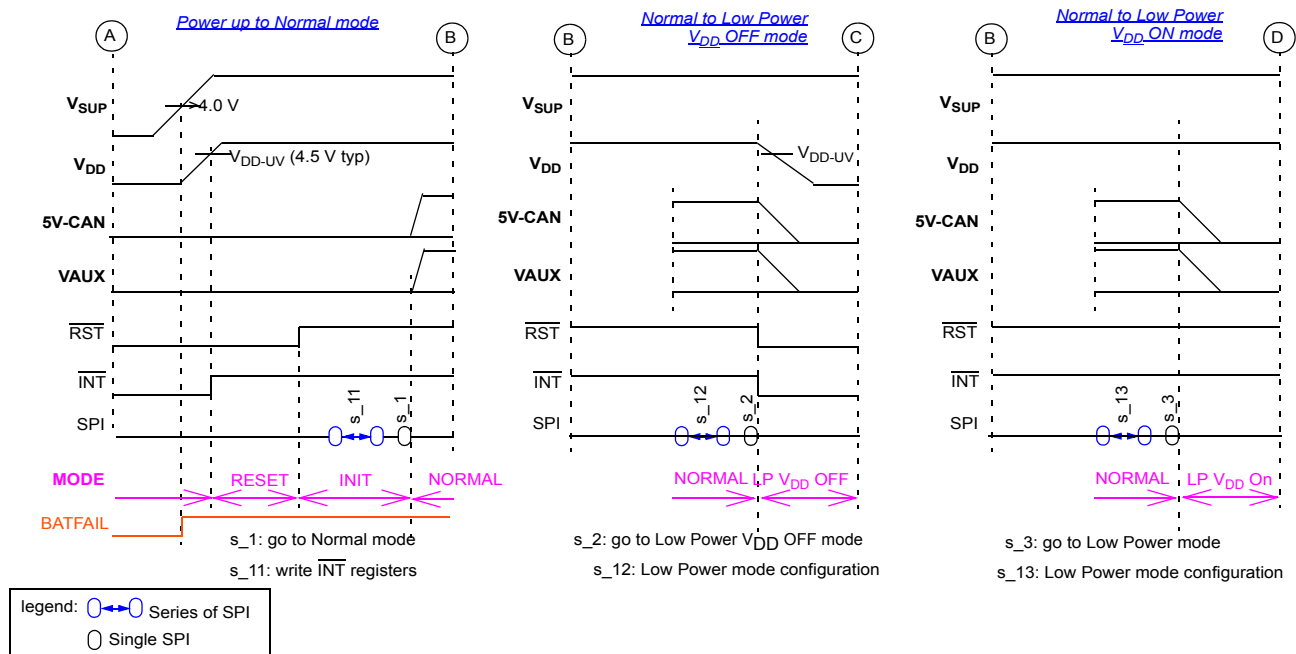 Power up to Normal mode
A
B
VSUP
4.0 V
VDD
VDD-UV (4.5 V typ)
5V-CAN
VAUX
RST
INT
SPI
s_11
s_1
MODE
RESET
INIT
NORMAL
BATFAIL
s_1: go to Normal mode
s_11: write INT registers
legend:
Series of SPI
Single SPI
Normal to Low Power
VDD OFF mode
B
C
VSUP
VDD
VDD-UV
5V-CAN
VAUX
RST
INT
SPI
s_12
s_2
NORMAL
LP VDD OFF
s_2: go to Low Power VDD OFF mode
s_12: Low Power mode configuration
Normal to Low Power
VDD ON mode
B
D
VSUP
VDD
5V-CAN
VAUX
RST
INT
SPI
s_13
s_3
NORMAL
LP VDD On
s_3: go to Low Power mode
s_13: Low Power mode configuration